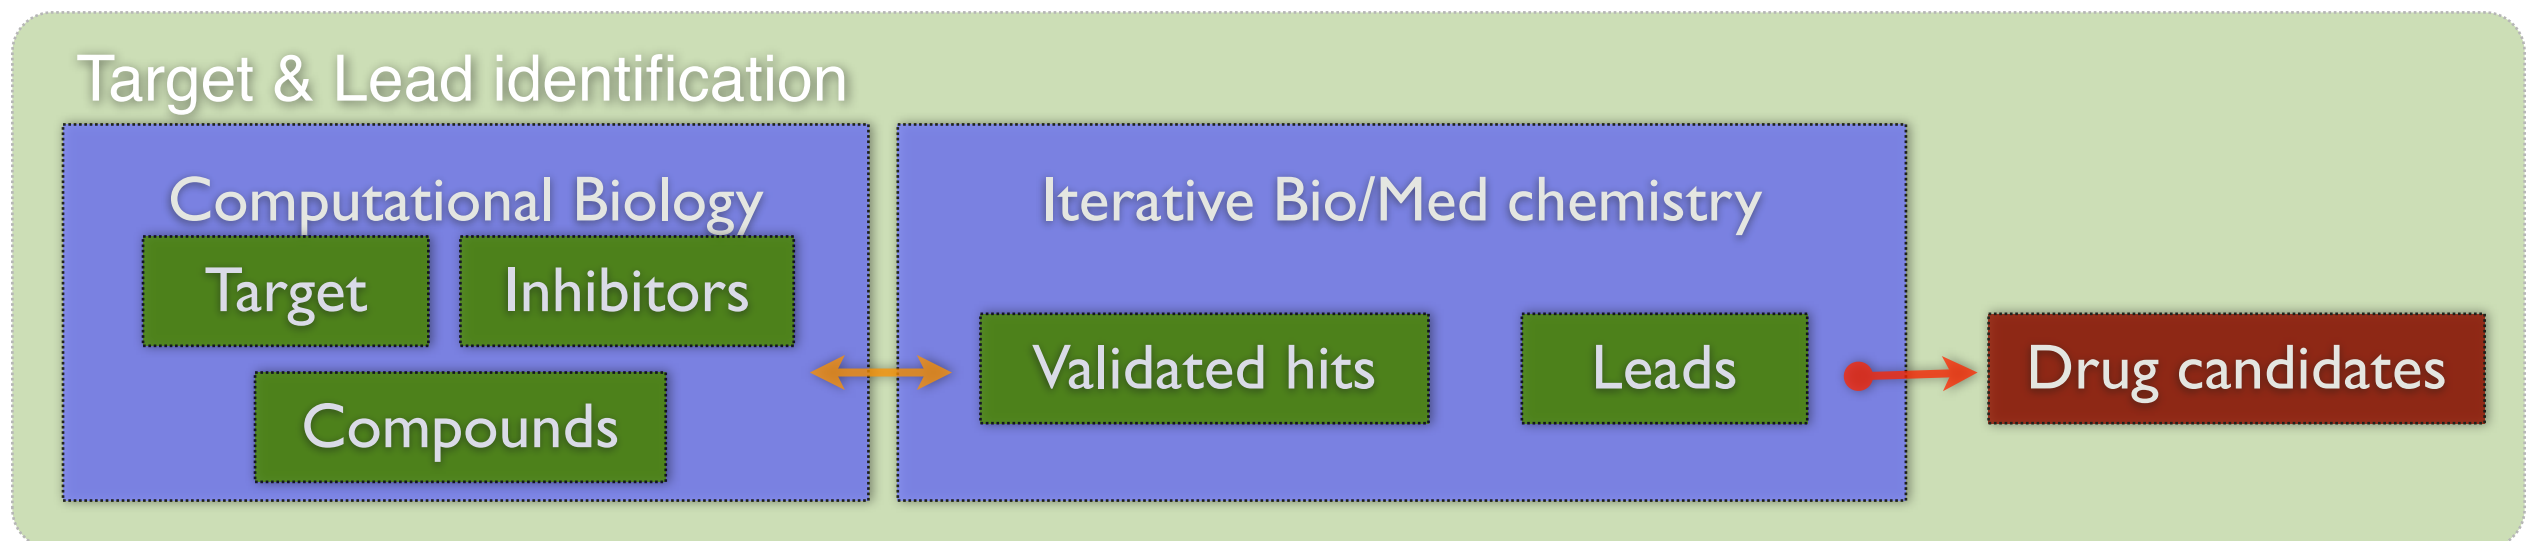 Target & Lead identification
Computational Biology
Target
Inhibitors
Compounds
Iterative Bio/Med chemistry
Validated hits
Leads
Drug candidates